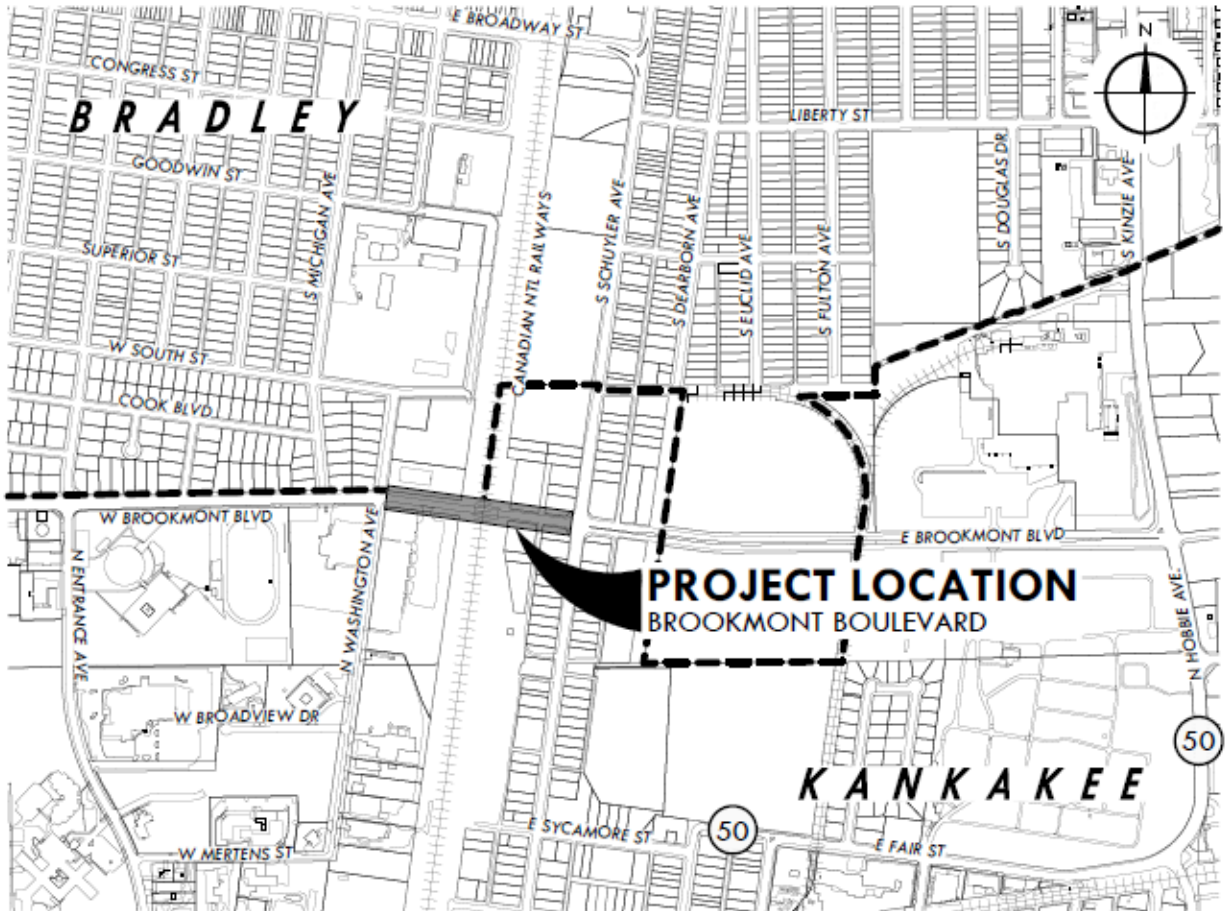 E BROADWAY ST
N
CONGRESS ST
BRADLEY
LIBERTY ST
GOODWIN ST
S MICHIGAN AVE
CANADIAN NTL RAILWAYS
S SCHUYLER AVE
S DEARBORN AVE
S EUCLID AVE
S FULTON AVE
S DOUGLAS DR
S KINZIE AVE
SUPERIOR ST
W SOUTH ST
COOK BLVD
W BROOKMONT BLVD
E BROOKMONT BLVD
N ENTRANCE AVE.
N WASHINGTON AVE
PROJECT LOCATION
BROOKMONT BOULEVARD
N HOBBIE AVE.
W BROADVIEW DR
50
KANKAKEE
E SYCAMORE ST
50
E FAIR ST
W MERTENS ST